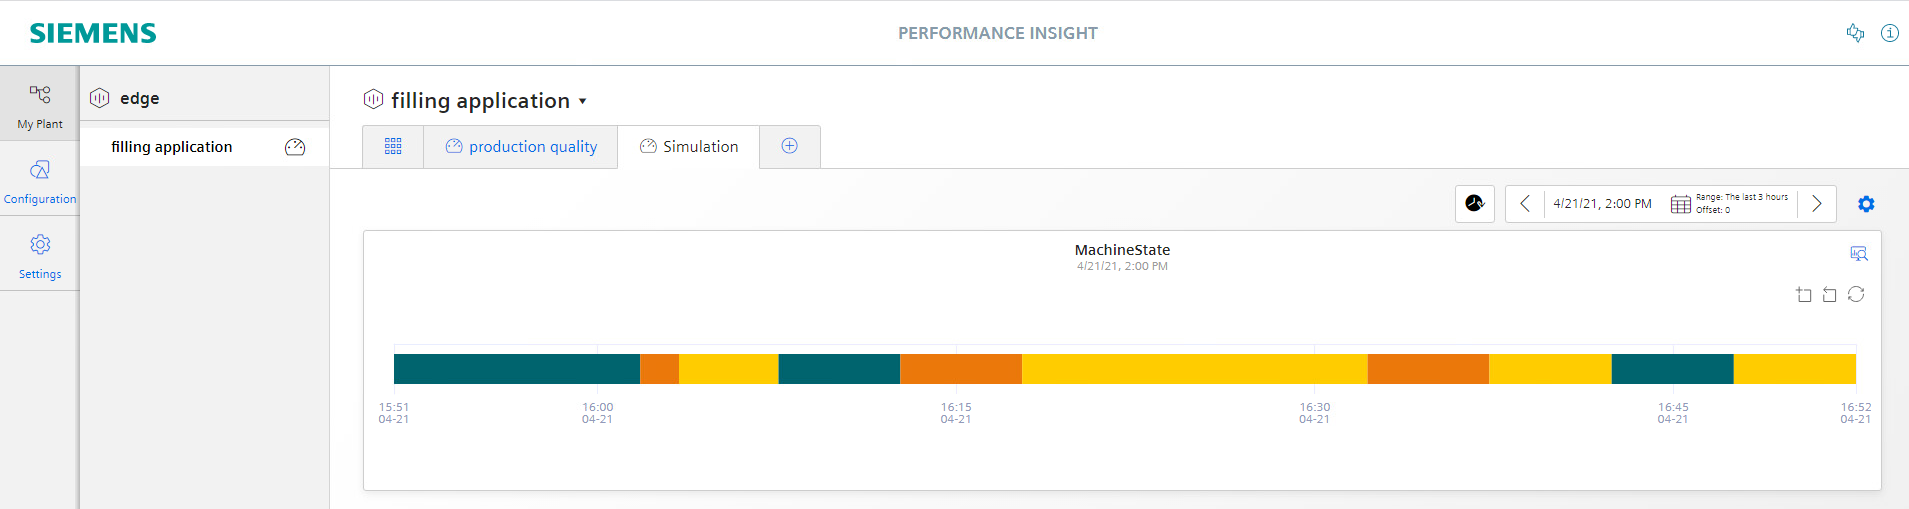 SIEMENS
PERFORMANCE INSIGHT
My Plant
Configuration
Settings
edge
filling application
filling application
production quality
Simulation
4/21/21, 2:00 PM
Range: The last 3 hours
Offset: 0
MachineState
4/21/21, 2:00 PM
15:51 16:00 16:15 16:30 16:45 16:52
04-21 04-21 04-21 04-21 04-21 04-21